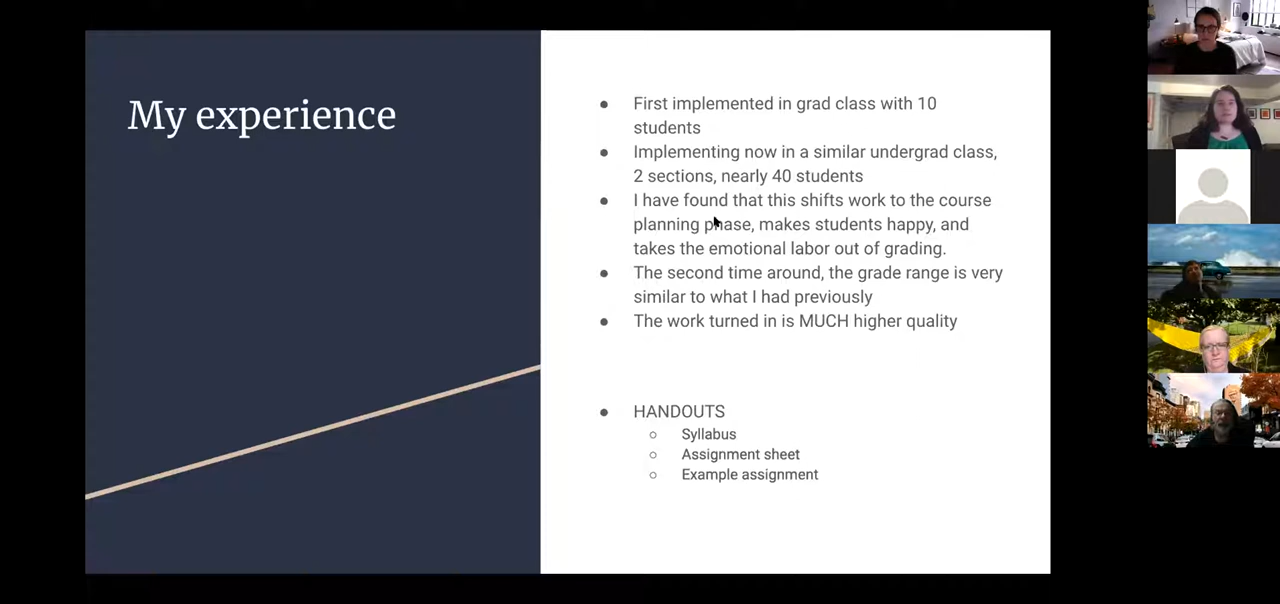 My experience
● First implemented in grad class with 10
students
● Implementing now in a similar undergrad class,
2 sections, nearly 40 students
● I have found that this shifts work to the course
planning phase, makes students happy, and
takes the emotional labor out of grading.
● The second time around, the grade range is very
similar to what I had previously
● The work turned in is MUCH higher quality
● HANDOUTS
○ Syllabus
○ Assignment sheet
○ Example assignment